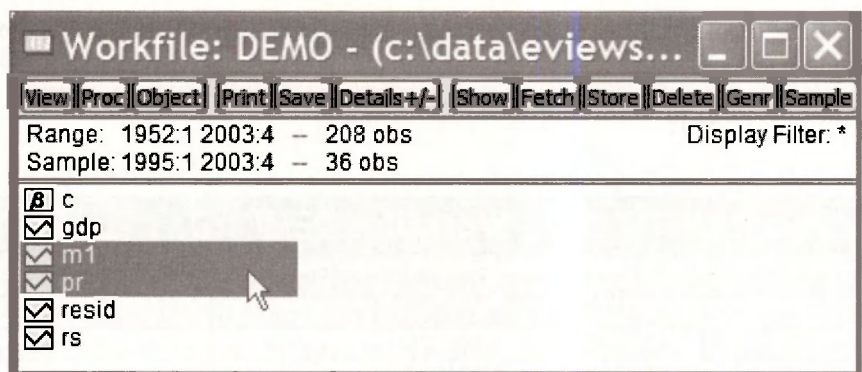 Workfile: DEMO - (c:\data\eviews...
View Proc Object Print Save Details+/- Show Fetch Store Delete Genr Sample
Range: 1952:1 2003:4 -- 208 obs Display Filter: *
Sample: 1995:1 2003:4 -- 36 obs
β c
gdp
m1
pr
resid
rs